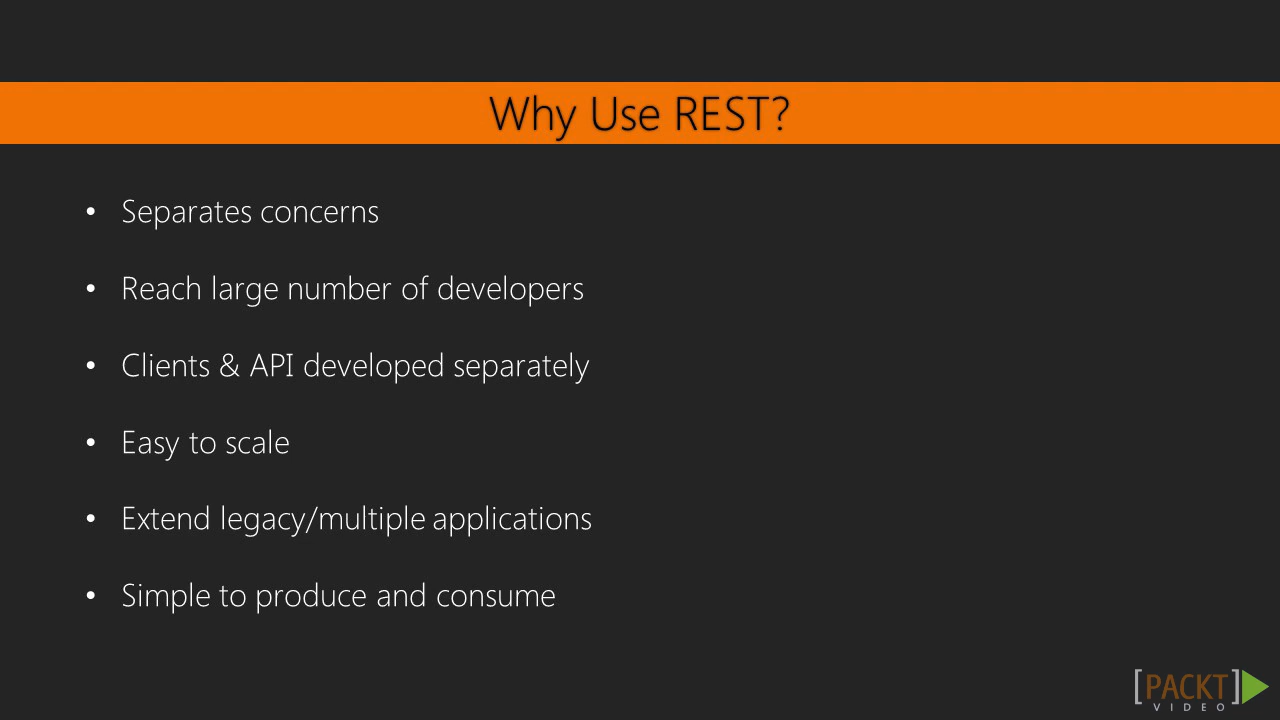 Why Use REST?
• Separates concerns
• Reach large number of developers
• Clients & API developed separately
• Easy to scale
• Extend legacy/multiple applications
• Simple to produce and consume
[PACKT]
VIDEO